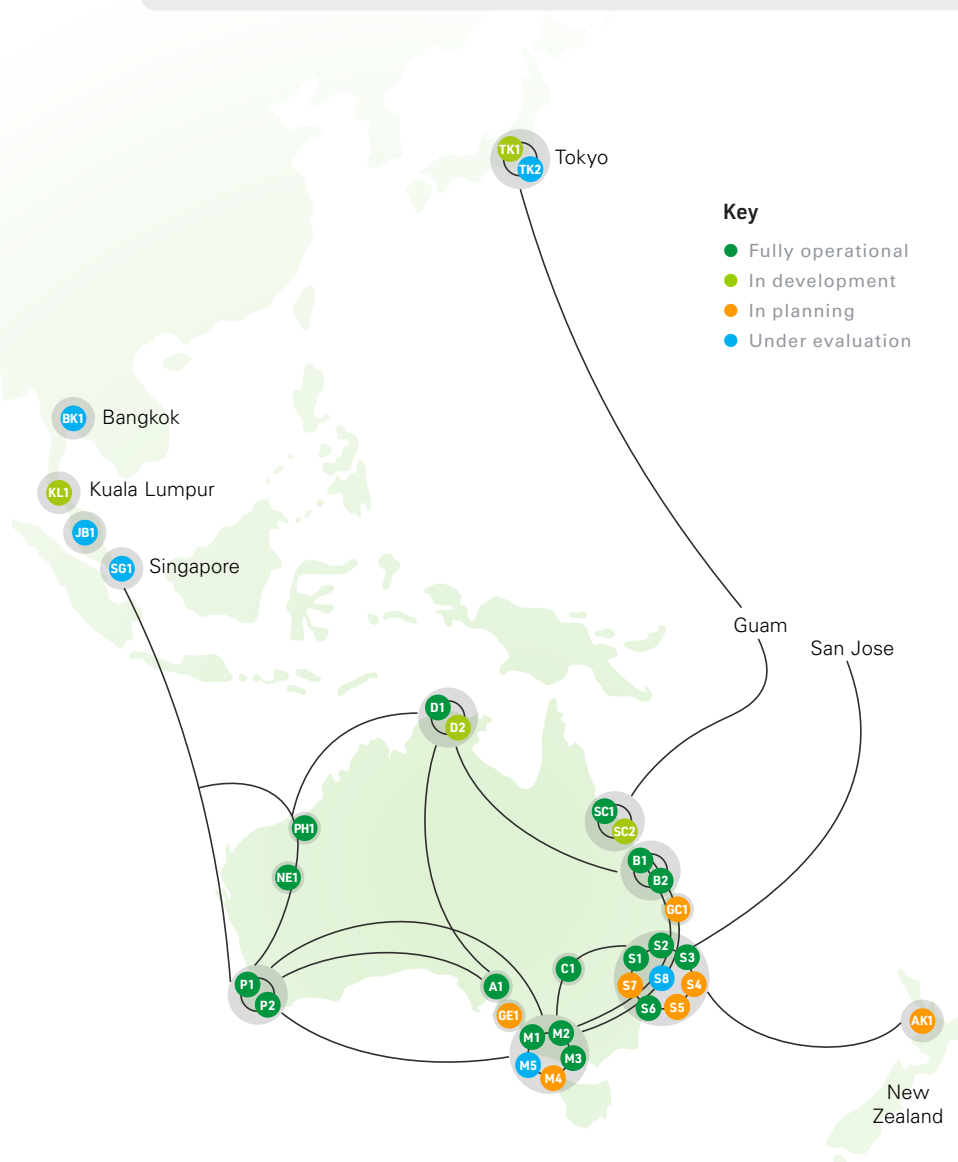 TK1
TK2
Tokyo
Key
Fully operational
In development
In planning
Under evaluation
BK1
Bangkok
KL1
Kuala Lumpur
JB1
SG1
Singapore
Guam
San Jose
D1
D2
SC1
SC2
PH1
B1
B2
NE1
GC1
S2
S1
S3
C1
S8
S7
S4
P1
A1
P2
S6
S5
GE1
AK1
M1
M2
M3
M5
M4
New
Zealand